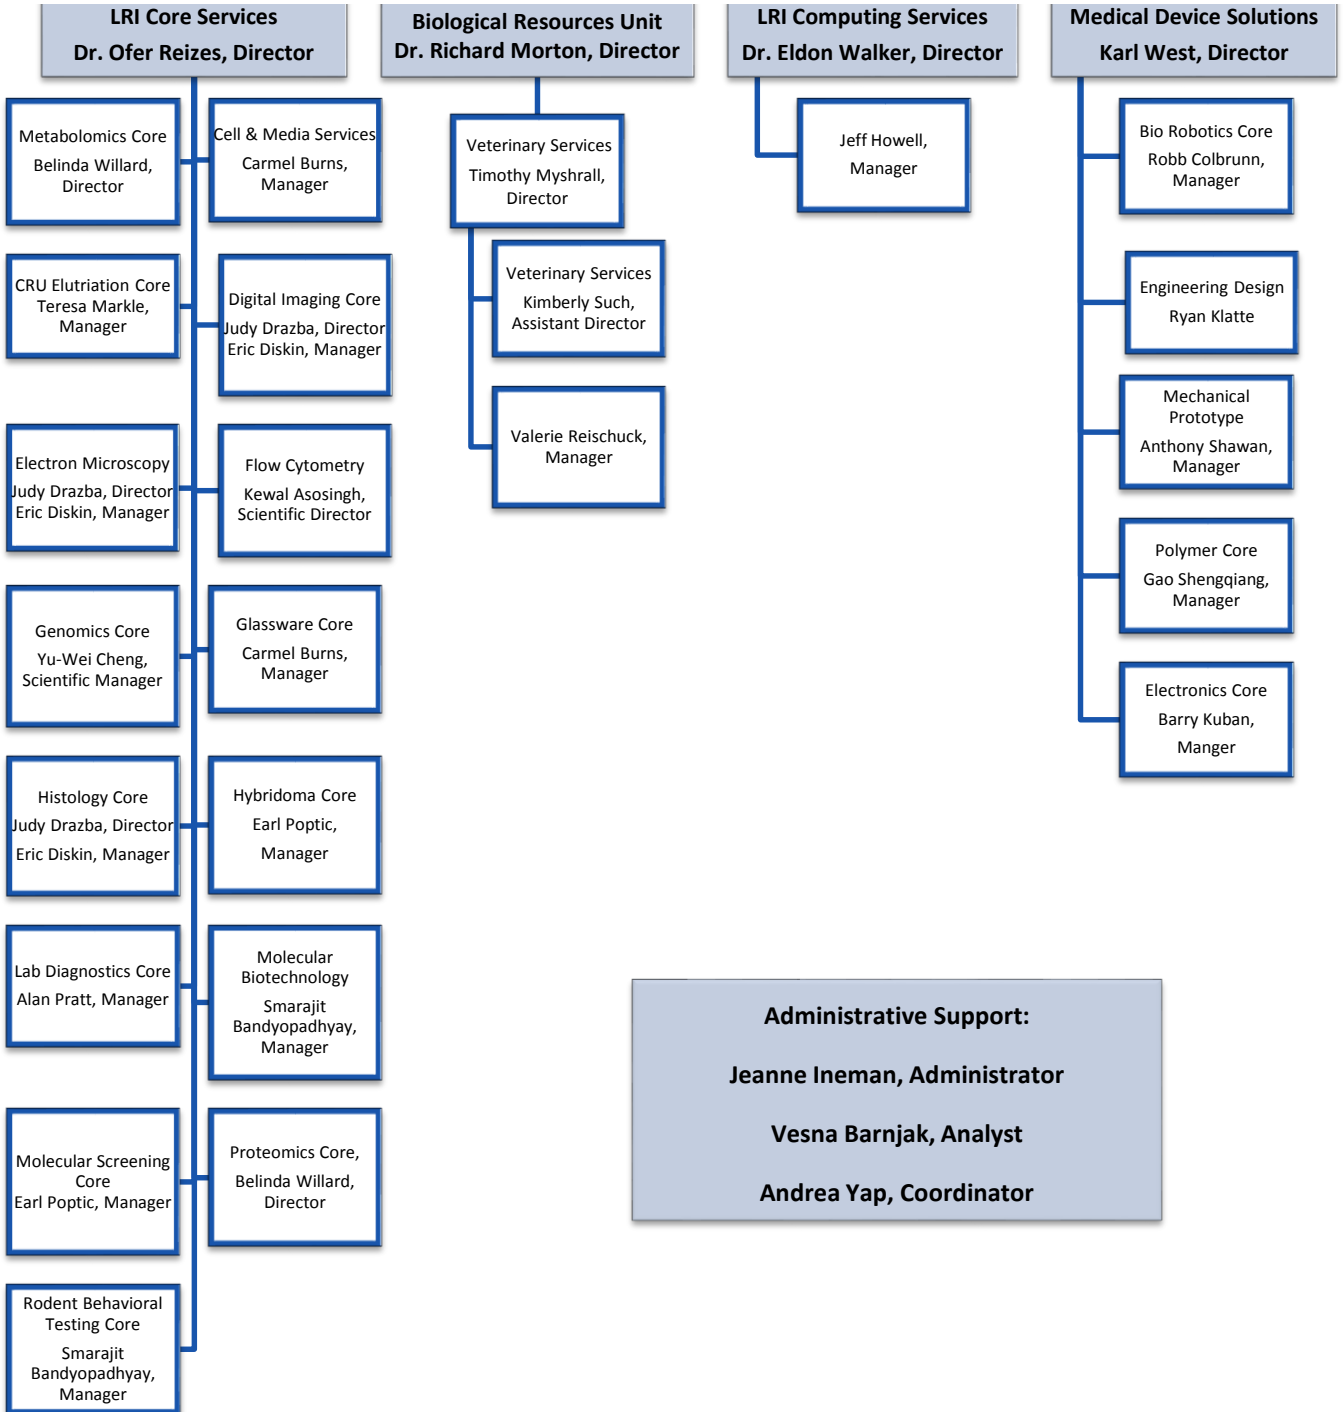 LRI Core Services
Dr. Ofer Reizes, Director
Metabolomics Core
Belinda Willard,
Director
Cell & Media Services
Carmel Burns,
Manager
CRU Elutriation Core
Teresa Markle,
Manager
Digital Imaging Core
Judy Drazba, Director
Eric Diskin, Manager
Electron Microscopy
Judy Drazba, Director
Eric Diskin, Manager
Flow Cytometry
Kewal Asosingh,
Scientific Director
Genomics Core
Yu-Wei Cheng,
Scientific Manager
Glassware Core
Carmel Burns,
Manager
Histology Core
Judy Drazba, Director
Eric Diskin, Manager
Hybridoma Core
Earl Poptic,
Manager
Lab Diagnostics Core
Alan Pratt, Manager
Molecular
Biotechnology
Smarajit
Bandyopadhyay,
Manager
Molecular Screening
Core
Earl Poptic, Manager
Proteomics Core,
Belinda Willard,
Director
Rodent Behavioral
Testing Core
Smarajit
Bandyopadhyay,
Manager
Biological Resources Unit
Dr. Richard Morton, Director
Veterinary Services
Timothy Myshrall,
Director
Veterinary Services
Kimberly Such,
Assistant Director
Valerie Reischuck,
Manager
LRI Computing Services
Dr. Eldon Walker, Director
Jeff Howell,
Manager
Medical Device Solutions
Karl West, Director
Bio Robotics Core
Robb Colbrunn,
Manager
Engineering Design
Ryan Klatte
Mechanical
Prototype
Anthony Shawan,
Manager
Polymer Core
Gao Shengqiang,
Manager
Electronics Core
Barry Kuban,
Manger
Administrative Support:
Jeanne Ineman, Administrator
Vesna Barnjak, Analyst
Andrea Yap, Coordinator